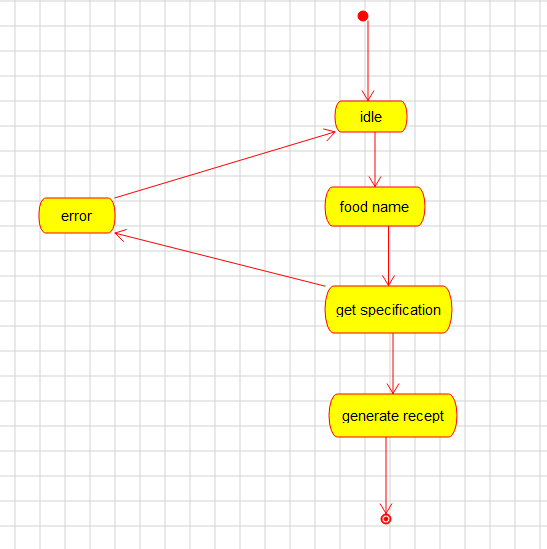 idle
error
food name
get specification
generate recept